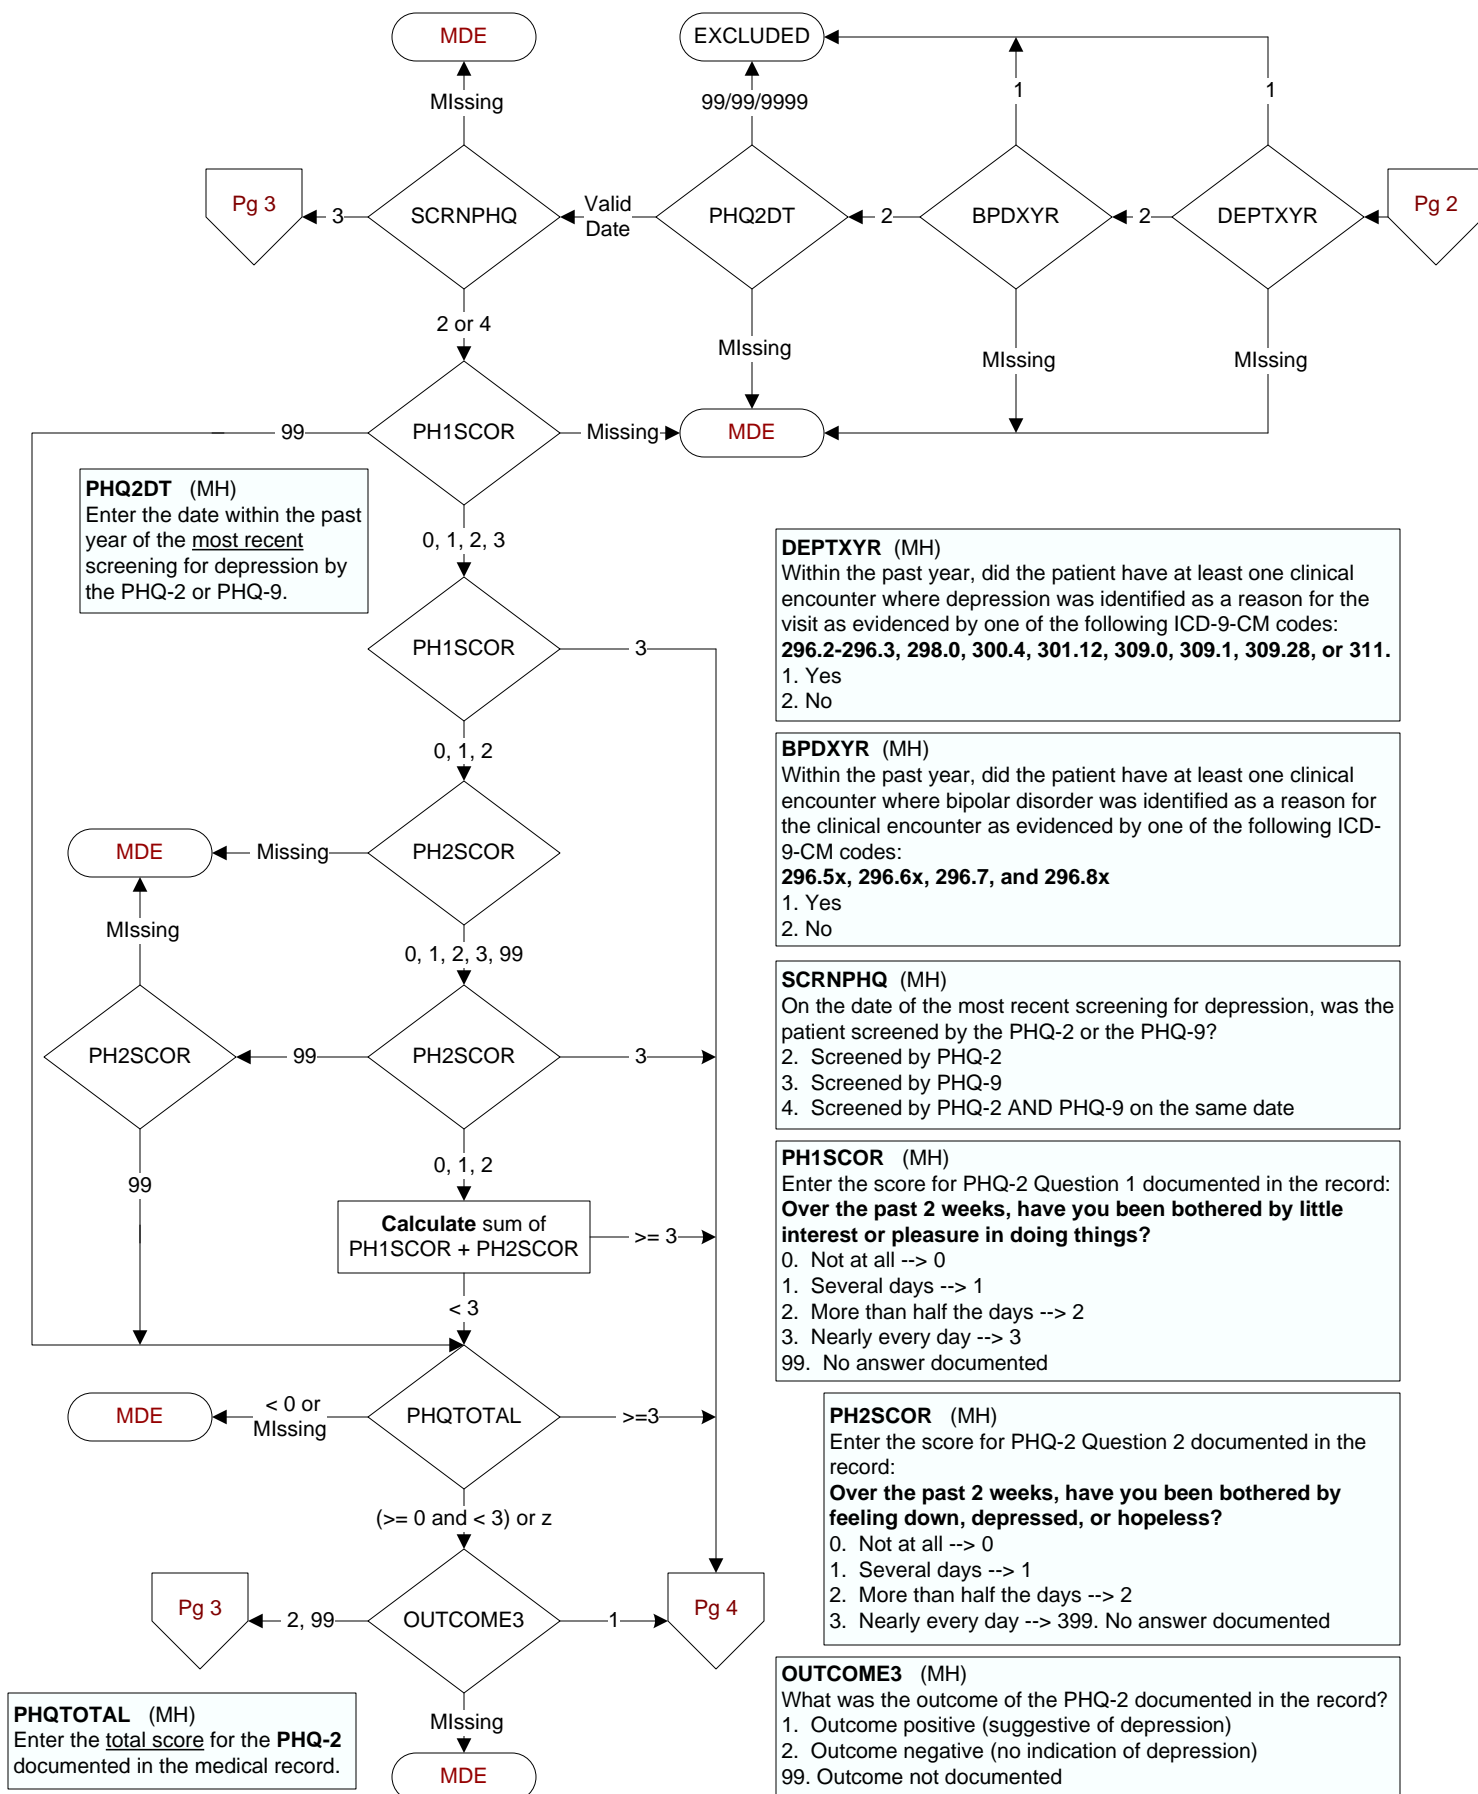 MDE
EXCLUDED
MIssing
99/99/9999
1
1
Pg 3
3
SCRNPHQ
Valid
Date
PHQ2DT
2
BPDXYR
2
DEPTXYR
Pg 2
2 or 4
MIssing
MIssing
MIssing
99
PH1SCOR
Missing
MDE
PHQ2DT (MH)
Enter the date within the past
year of the most recent
screening for depression by
the PHQ-2 or PHQ-9.
0, 1, 2, 3
PH1SCOR
3
0, 1, 2
MDE
Missing
PH2SCOR
MIssing
0, 1, 2, 3, 99
PH2SCOR
99
PH2SCOR
3
0, 1, 2
99
Calculate sum of
PH1SCOR + PH2SCOR
>= 3
< 3
MDE
< 0 or
MIssing
PHQTOTAL
>=3
(>= 0 and < 3) or z
Pg 3
2, 99
OUTCOME3
1
Pg 4
MIssing
MDE
PHQTOTAL (MH)
Enter the total score for the PHQ-2
documented in the medical record.
DEPTXYR (MH)
Within the past year, did the patient have at least one clinical
encounter where depression was identified as a reason for the
visit as evidenced by one of the following ICD-9-CM codes:
296.2-296.3, 298.0, 300.4, 301.12, 309.0, 309.1, 309.28, or 311.
1. Yes
2. No
BPDXYR (MH)
Within the past year, did the patient have at least one clinical
encounter where bipolar disorder was identified as a reason for
the clinical encounter as evidenced by one of the following ICD-
9-CM codes:
296.5x, 296.6x, 296.7, and 296.8x
1. Yes
2. No
SCRNPHQ (MH)
On the date of the most recent screening for depression, was the
patient screened by the PHQ-2 or the PHQ-9?
2. Screened by PHQ-2
3. Screened by PHQ-9
4. Screened by PHQ-2 AND PHQ-9 on the same date
PH1SCOR (MH)
Enter the score for PHQ-2 Question 1 documented in the record:
Over the past 2 weeks, have you been bothered by little
interest or pleasure in doing things?
0. Not at all --> 0
1. Several days --> 1
2. More than half the days --> 2
3. Nearly every day --> 3
99. No answer documented
PH2SCOR (MH)
Enter the score for PHQ-2 Question 2 documented in the
record:
Over the past 2 weeks, have you been bothered by
feeling down, depressed, or hopeless?
0. Not at all --> 0
1. Several days --> 1
2. More than half the days --> 2
3. Nearly every day --> 399. No answer documented
OUTCOME3 (MH)
What was the outcome of the PHQ-2 documented in the record?
1. Outcome positive (suggestive of depression)
2. Outcome negative (no indication of depression)
99. Outcome not documented